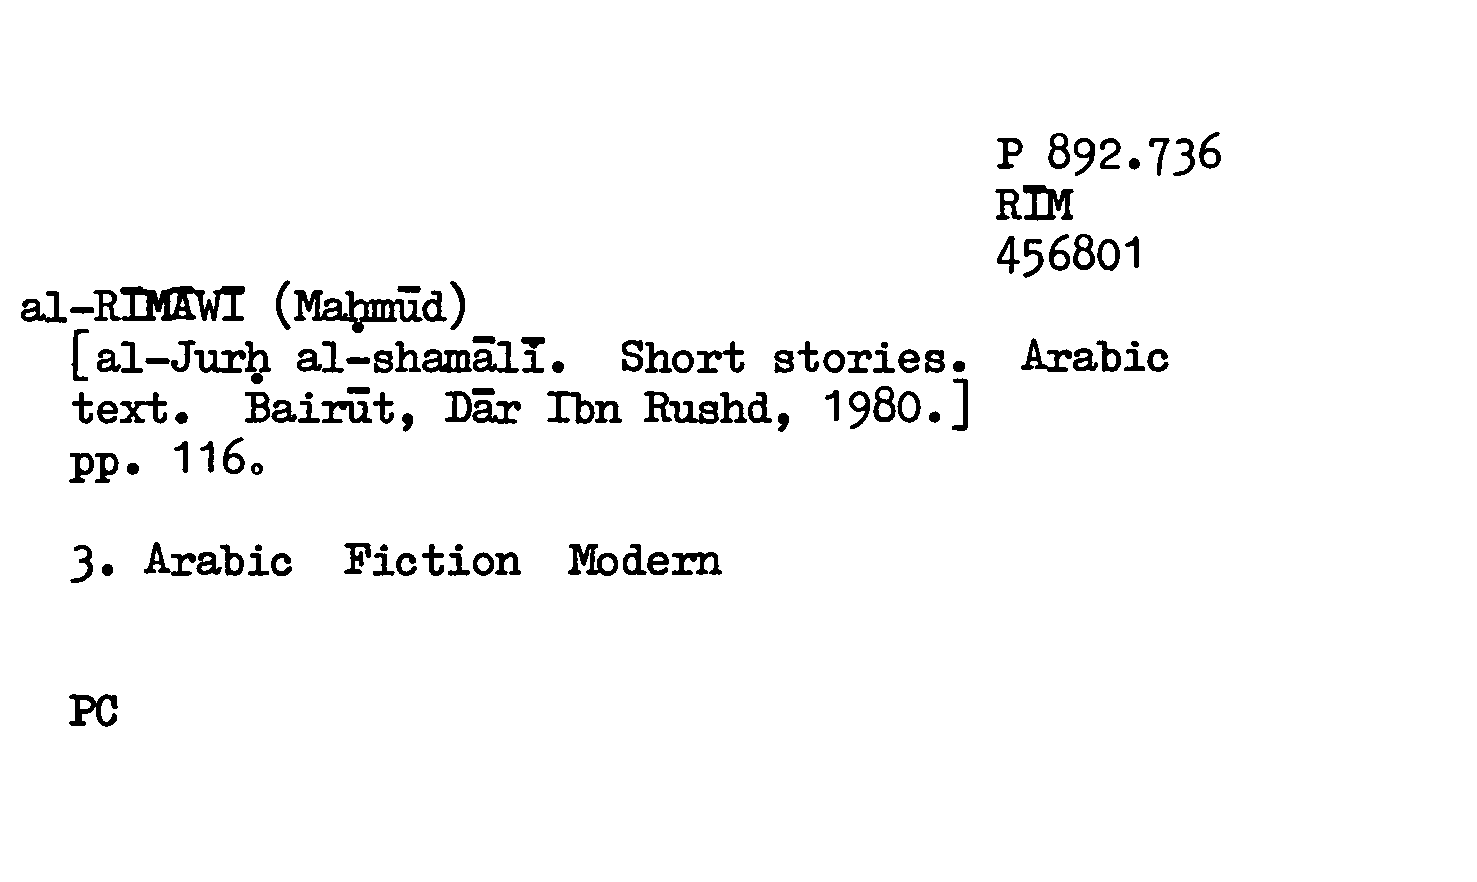 P 892.736
RĪM
456801
al-RĪMĀWĪ (Maḥmūd)
[al-Jurḥ al-shamālī. Short stories. Arabic
text. Bairūt, Dār Ibn Rushd, 1980.]
pp. 116.
3. Arabic Fiction Modern
PC